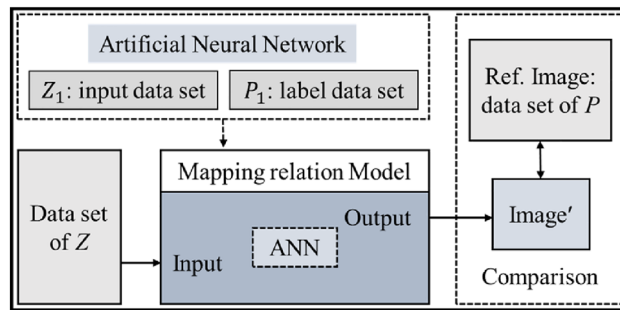 Artificial Neural Network
Z₁: input data set
P₁: label data set
Ref. Image:
data set of P
Mapping relation Model
Data set
of Z
Output
ANN
Input
Image′
Comparison